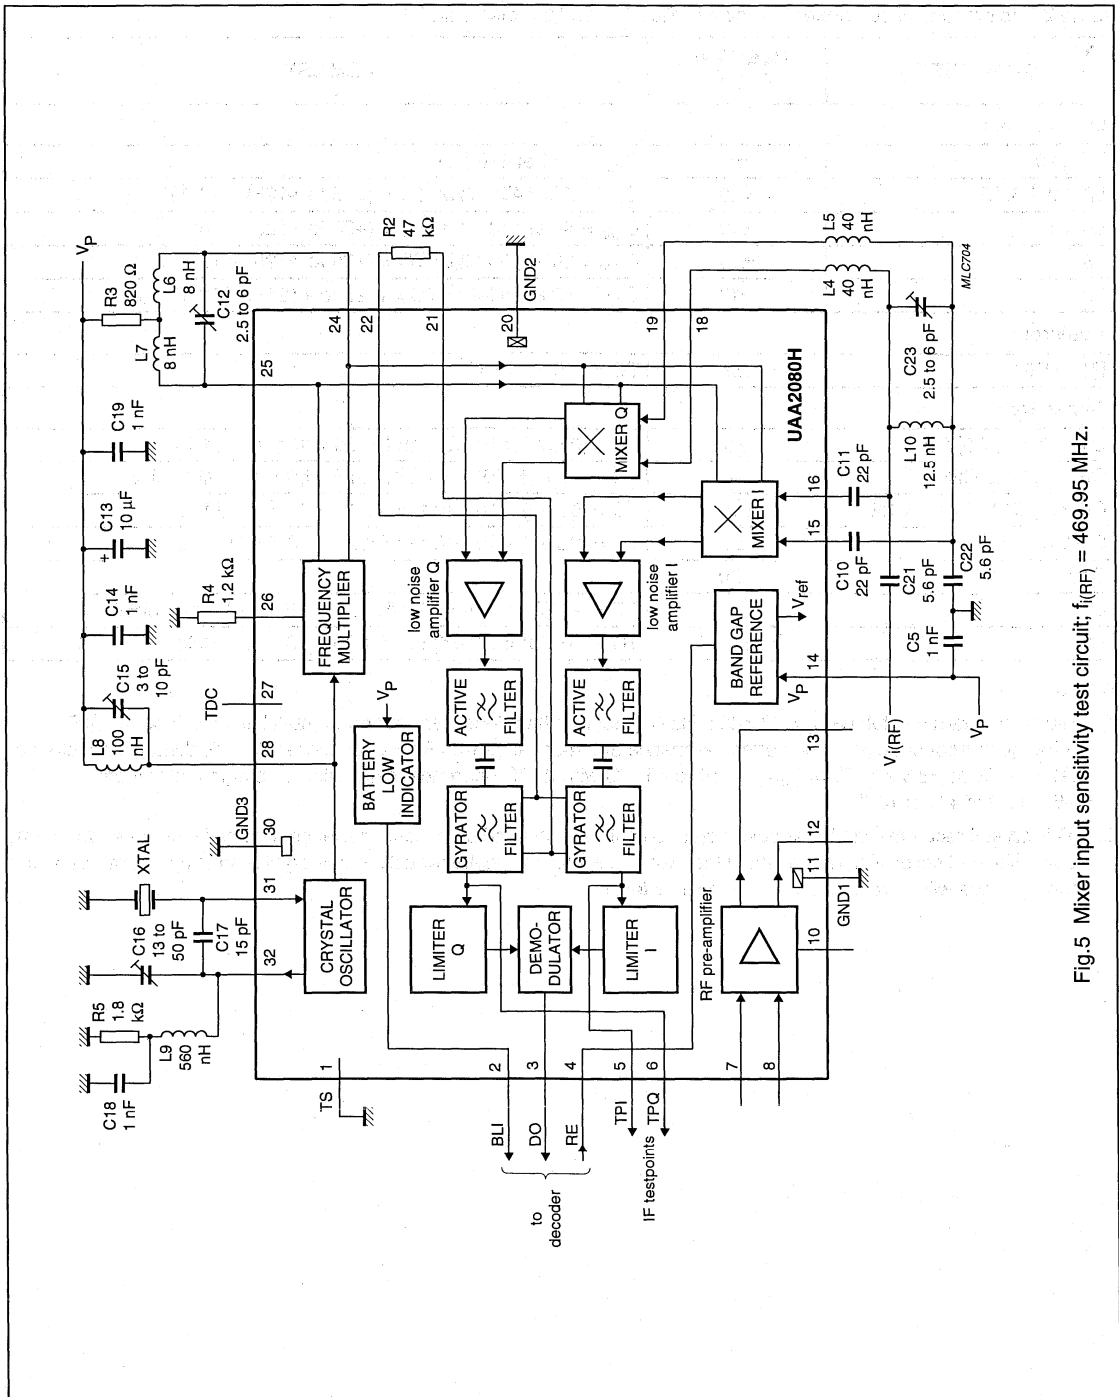 VP
R3
820 Ω
L7
8 nH
L6
8 nH
C12
2.5 to 6 pF
C19
1 nF
C13
10 µF
+
C14
1 nF
R4
1.2 kΩ
C15
3 to
10 pF
L8
100
nH
TDC
GND3
XTAL
C16
13 to
50 pF
C17
15 pF
R5
1.8
kΩ
L9
560
nH
C18
1 nF
TS
1
32
31
30
28
27
26
25
24
22
21
20
19
18
R2
47
kΩ
GND2
CRYSTAL
OSCILLATOR
FREQUENCY
MULTIPLIER
BATTERY
LOW
INDICATOR
VP
low noise
amplifier Q
MIXER Q
ACTIVE
FILTER
GYRATOR
FILTER
LIMITER
Q
DEMO-
DULATOR
LIMITER
I
GYRATOR
FILTER
ACTIVE
FILTER
low noise
amplifier I
MIXER I
BAND GAP
REFERENCE
Vref
VP
RF pre-amplifier
UAA2080H
to
decoder
BLI
2
DO
3
RE
4
TPI
5
TPQ
6
IF testpoints
7
8
10
GND1
11
12
13
14
15
16
Vi(RF)
VP
C5
1 nF
C10
22 pF
C11
22 pF
C21
5.6 pF
C22
5.6 pF
L10
12.5 nH
C23
2.5 to 6 pF
L4
40
nH
L5
40
nH
MLC704
Fig.5 Mixer input sensitivity test circuit; fi(RF) = 469.95 MHz.